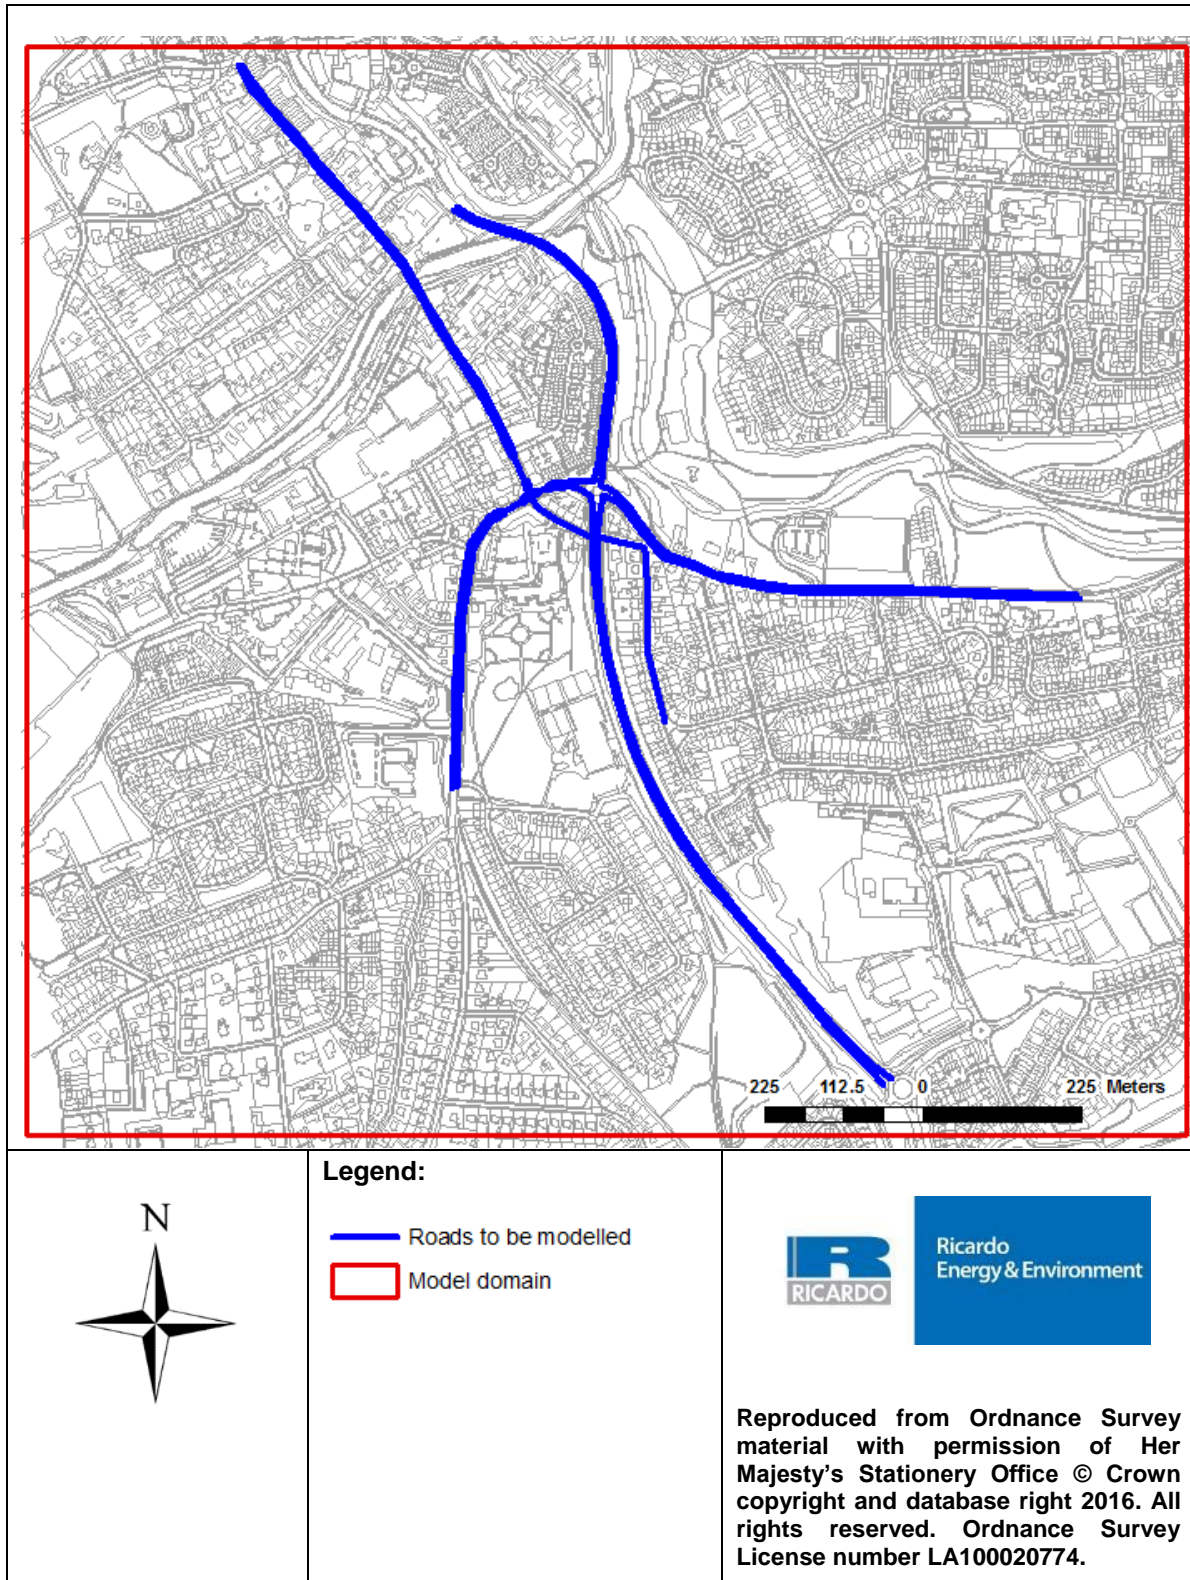 225 112.5 0 225 Meters
Legend:
N
Roads to be modelled
Model domain
RICARDO
Ricardo
Energy & Environment
Reproduced from Ordnance Survey
material with permission of Her
Majesty's Stationery Office © Crown
copyright and database right 2016. All
rights reserved. Ordnance Survey
License number LA100020774.